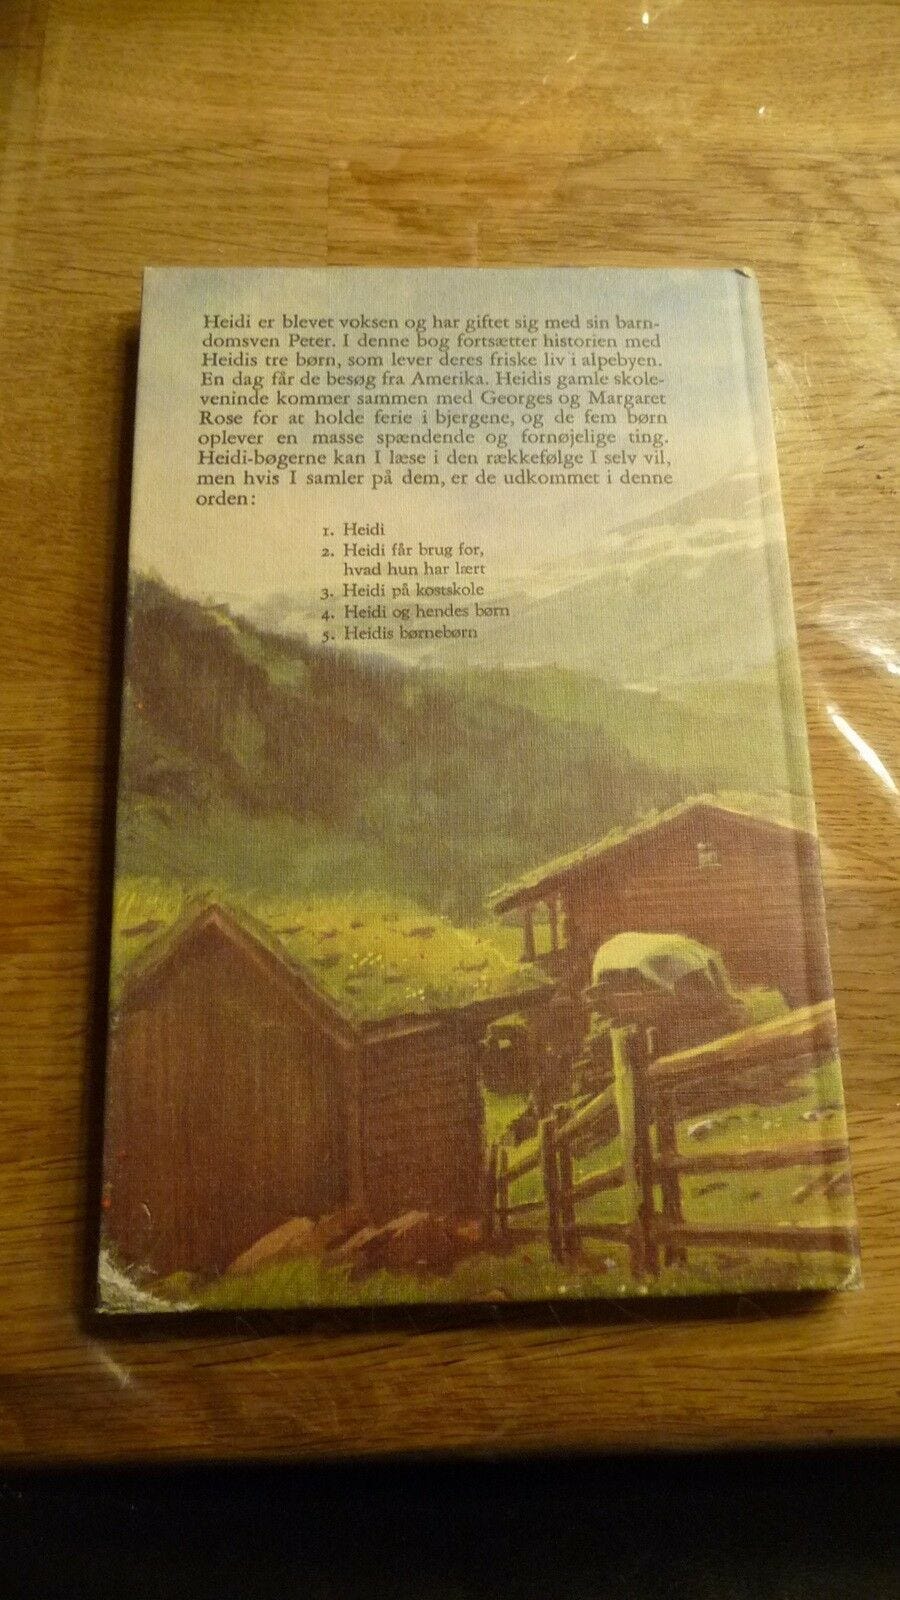 Heidi er blevet voksen og har giftet sig med sin barn-
domsven Peter. I denne bog fortsætter historien med
Heidis tre børn, som lever deres friske liv i alpebyen.
En dag får de besøg fra Amerika. Heidis gamle skole-
veninde kommer sammen med Georges og Margaret
Rose for at holde ferie i bjergene, og de fem børn
oplever en masse spændende og fornøjelige ting.
Heidi-bøgerne kan I læse i den rækkefølge I selv vil,
men hvis I samler på dem, er de udkommet i denne
orden:
1. Heidi
2. Heidi får brug for,
hvad hun har lært
3. Heidi på kostskole
4. Heidi og hendes børn
5. Heidis børnebørn